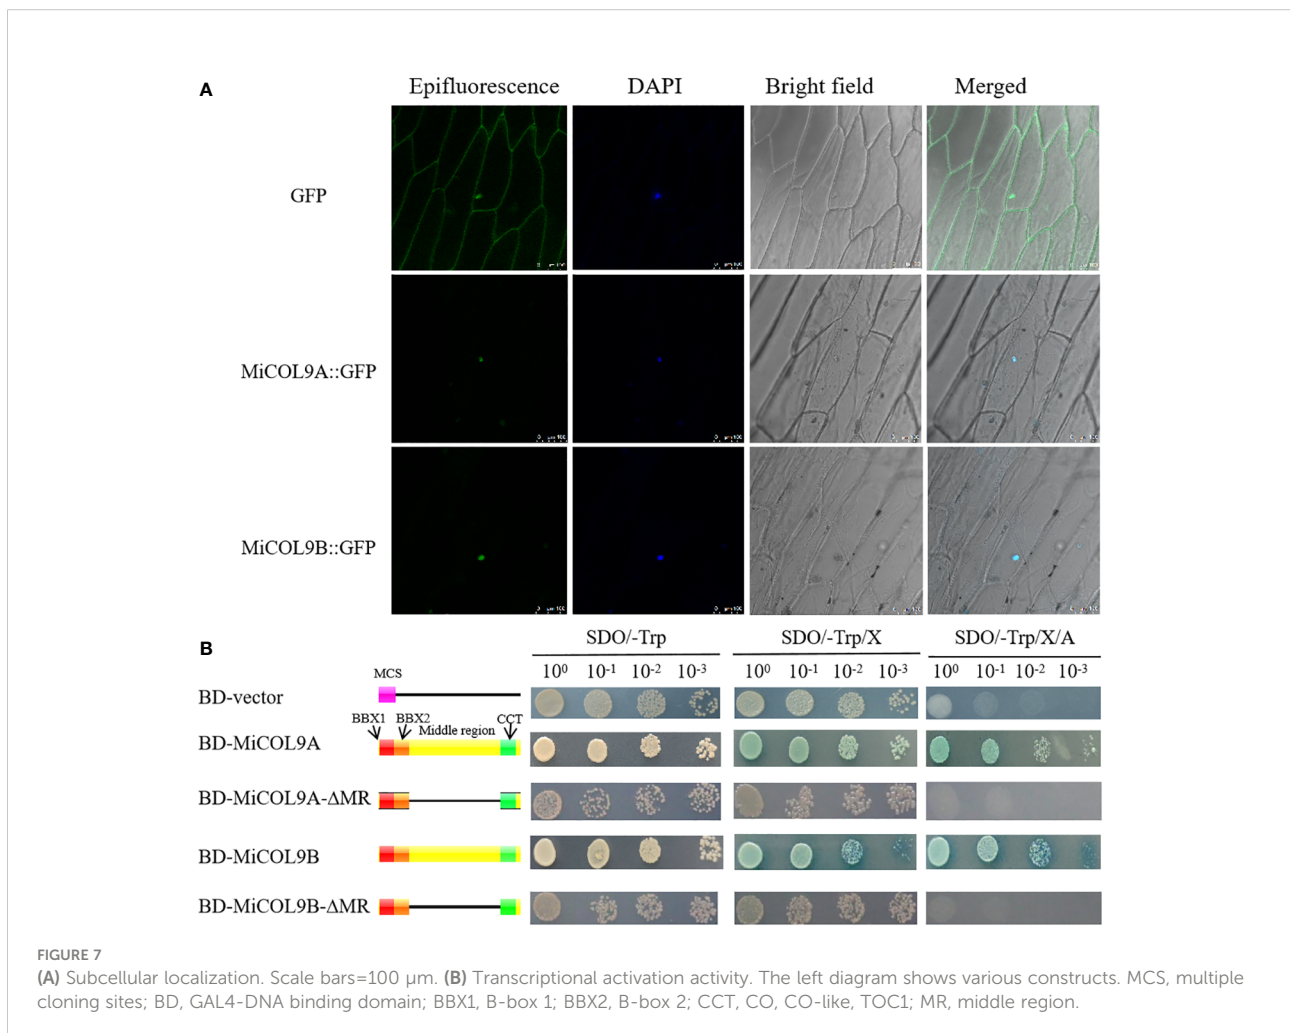 A
Epifluorescence DAPI Bright field Merged
GFP
MiCOL9A::GFP
MiCOL9B::GFP
0 µm 100
B
SDO/-Trp SDO/-Trp/X SDO/-Trp/X/A
10⁰ 10⁻¹ 10⁻² 10⁻³ 10⁰ 10⁻¹ 10⁻² 10⁻³ 10⁰ 10⁻¹ 10⁻² 10⁻³
MCS
BD-vector
BBX1 BBX2 Middle region CCT
BD-MiCOL9A
BD-MiCOL9A-ΔMR
BD-MiCOL9B
BD-MiCOL9B-ΔMR
FIGURE 7
(A) Subcellular localization. Scale bars=100 µm. (B) Transcriptional activation activity. The left diagram shows various constructs. MCS, multiple
cloning sites; BD, GAL4-DNA binding domain; BBX1, B-box 1; BBX2, B-box 2; CCT, CO, CO-like, TOC1; MR, middle region.